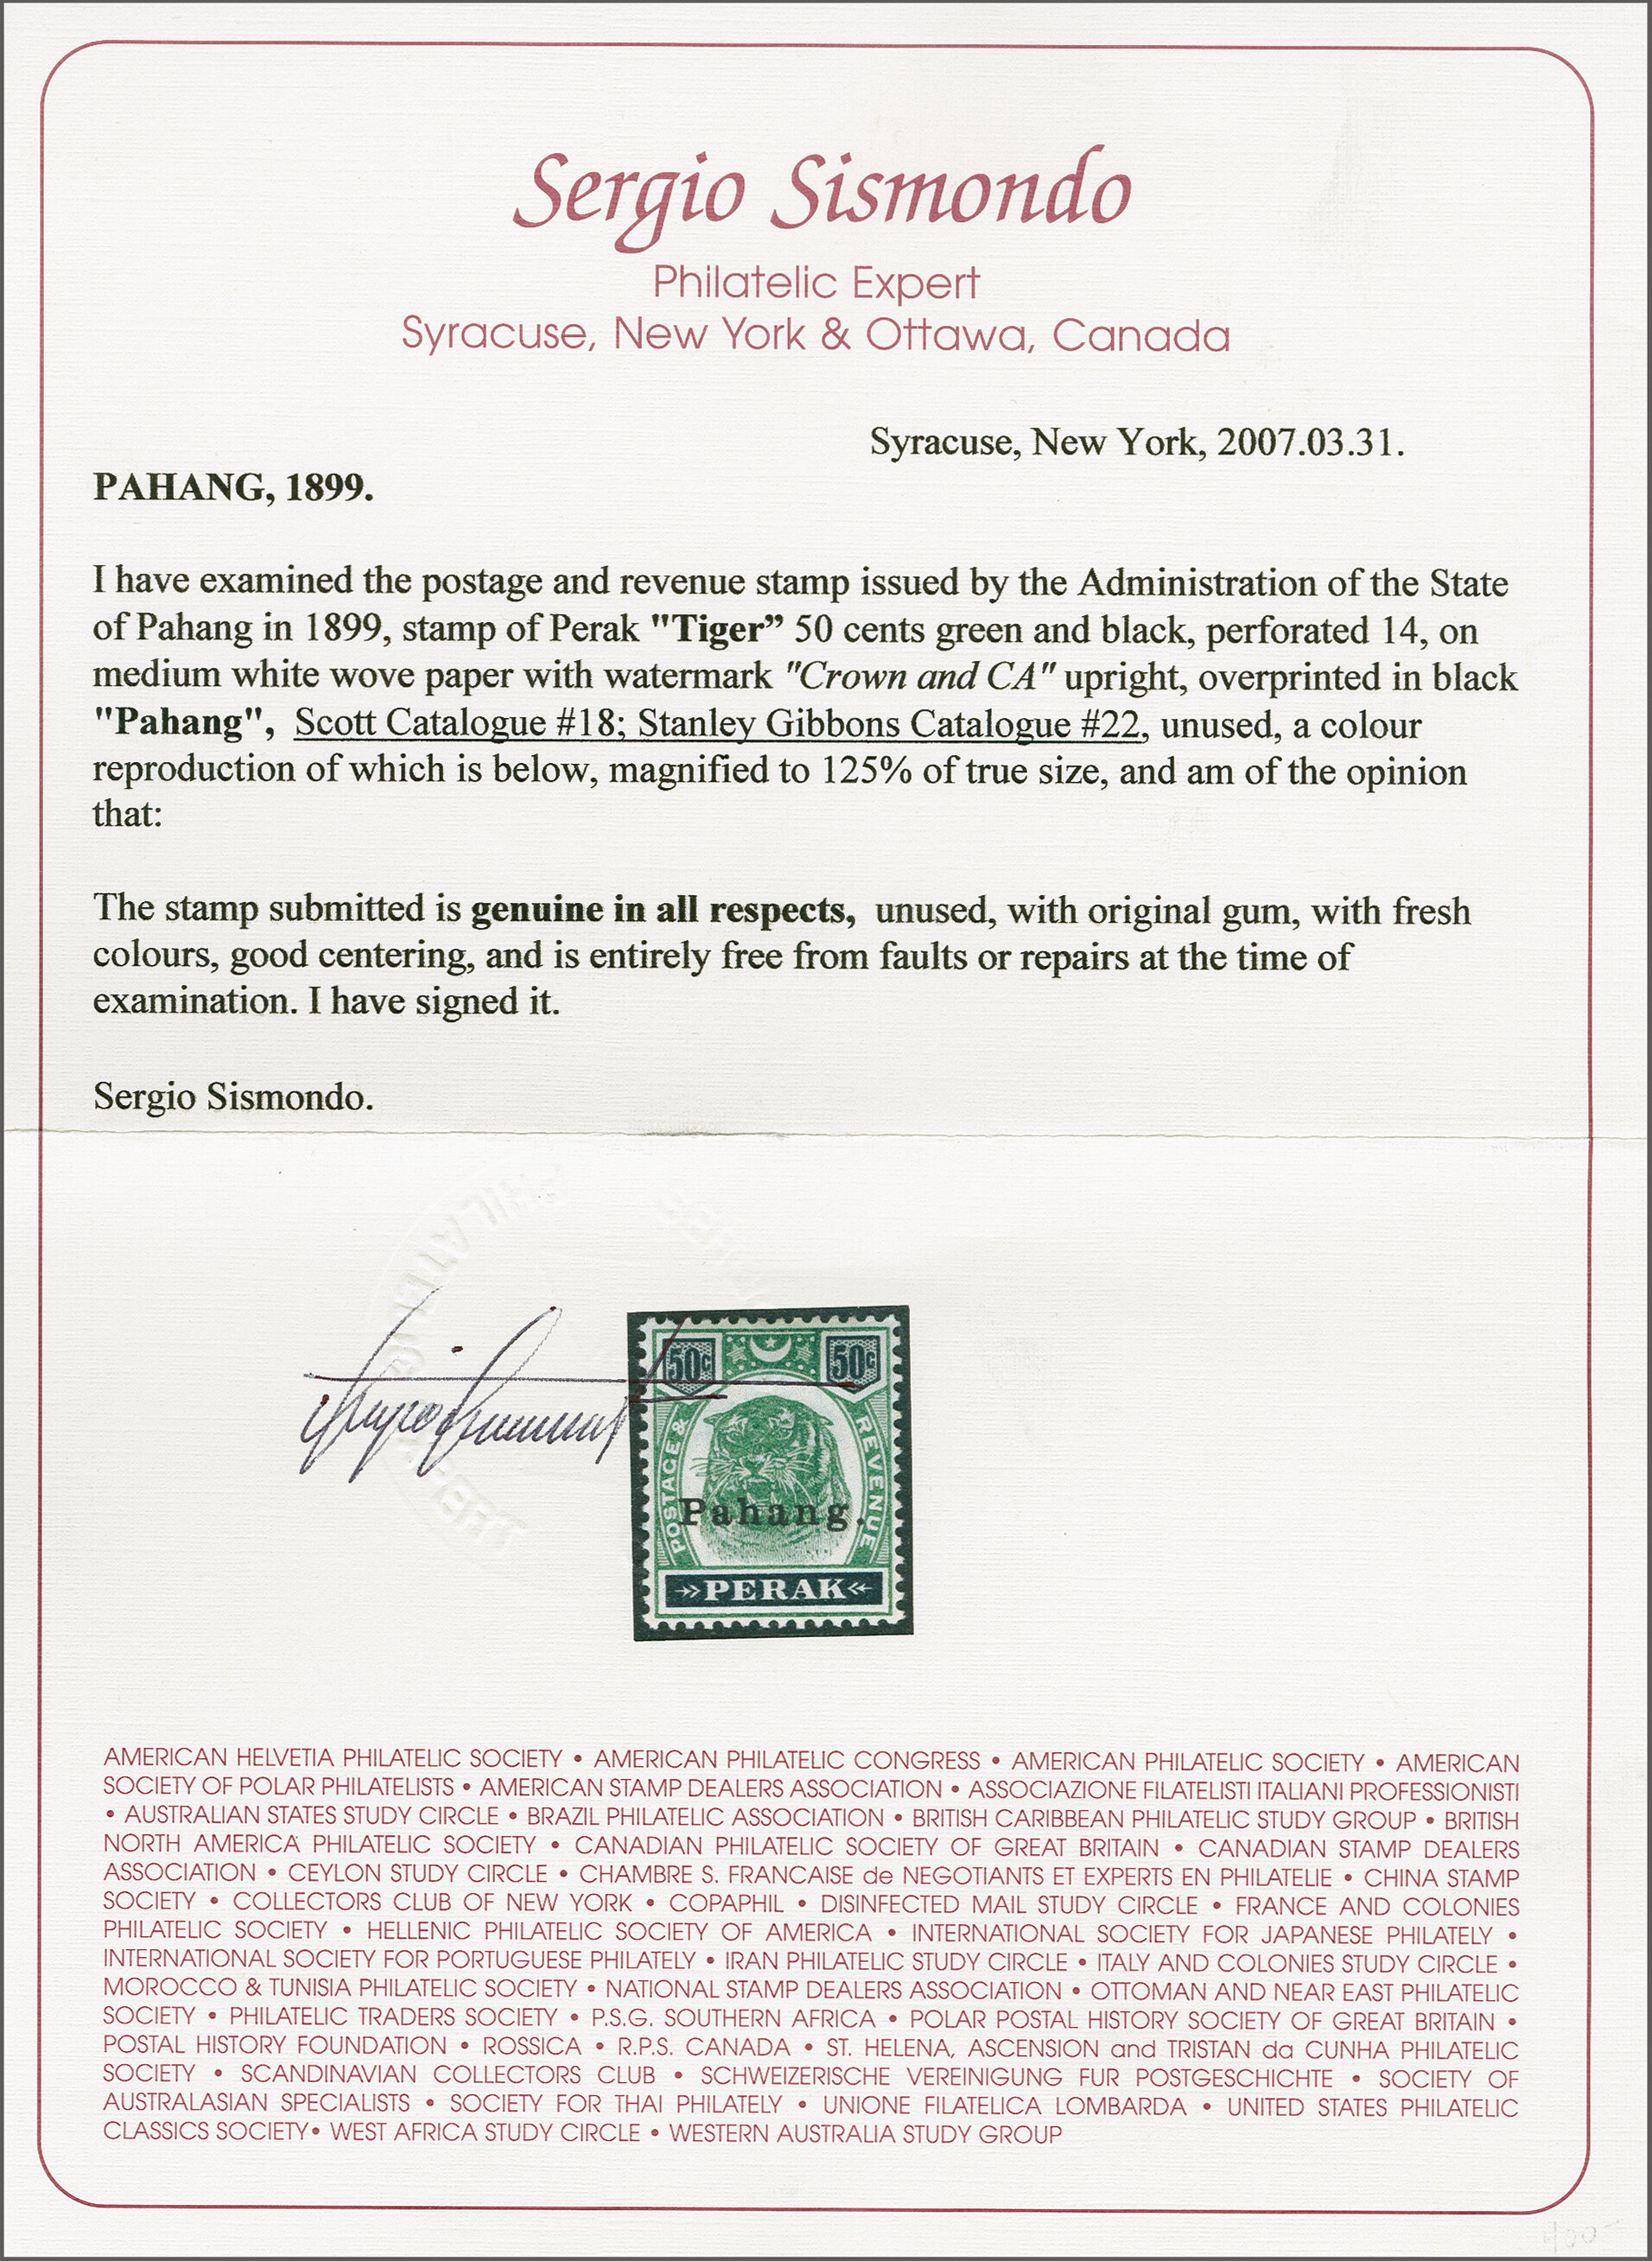 Sergio Sismondo
Philatelic Expert
Syracuse, New York & Ottawa, Canada
Syracuse, New York, 2007.03.31.
PAHANG, 1899.
I have examined the postage and revenue stamp issued by the Administration of the State
of Pahang in 1899, stamp of Perak "Tiger” 50 cents green and black, perforated 14, on
medium white wove paper with watermark "Crown and CA" upright, overprinted in black
"Pahang", Scott Catalogue #18; Stanley Gibbons Catalogue #22, unused, a colour
reproduction of which is below, magnified to 125% of true size, and am of the opinion
that:
The stamp submitted is genuine in all respects, unused, with original gum, with fresh
colours, good centering, and is entirely free from faults or repairs at the time of
examination. I have signed it.
Sergio Sismondo.
PHILATELIC EXPERT
50c 50c
POSTAGE & REVENUE
Pahang.
PERAK
AMERICAN HELVETIA PHILATELIC SOCIETY • AMERICAN PHILATELIC CONGRESS • AMERICAN PHILATELIC SOCIETY • AMERICAN
SOCIETY OF POLAR PHILATELISTS • AMERICAN STAMP DEALERS ASSOCIATION • ASSOCIAZIONE FILATELISTI ITALIANI PROFESSIONISTI
• AUSTRALIAN STATES STUDY CIRCLE • BRAZIL PHILATELIC ASSOCIATION • BRITISH CARIBBEAN PHILATELIC STUDY GROUP • BRITISH
NORTH AMERICA PHILATELIC SOCIETY • CANADIAN PHILATELIC SOCIETY OF GREAT BRITAIN • CANADIAN STAMP DEALERS
ASSOCIATION • CEYLON STUDY CIRCLE • CHAMBRE S. FRANCAISE de NEGOTIANTS ET EXPERTS EN PHILATELIE • CHINA STAMP
SOCIETY • COLLECTORS CLUB OF NEW YORK • COPAPHIL • DISINFECTED MAIL STUDY CIRCLE • FRANCE AND COLONIES
PHILATELIC SOCIETY • HELLENIC PHILATELIC SOCIETY OF AMERICA • INTERNATIONAL SOCIETY FOR JAPANESE PHILATELY •
INTERNATIONAL SOCIETY FOR PORTUGUESE PHILATELY • IRAN PHILATELIC STUDY CIRCLE • ITALY AND COLONIES STUDY CIRCLE •
MOROCCO & TUNISIA PHILATELIC SOCIETY • NATIONAL STAMP DEALERS ASSOCIATION • OTTOMAN AND NEAR EAST PHILATELIC
SOCIETY • PHILATELIC TRADERS SOCIETY • P.S.G. SOUTHERN AFRICA • POLAR POSTAL HISTORY SOCIETY OF GREAT BRITAIN •
POSTAL HISTORY FOUNDATION • ROSSICA • R.P.S. CANADA • ST. HELENA, ASCENSION and TRISTAN da CUNHA PHILATELIC
SOCIETY • SCANDINAVIAN COLLECTORS CLUB • SCHWEIZERISCHE VEREINIGUNG FUR POSTGESCHICHTE • SOCIETY OF
AUSTRALASIAN SPECIALISTS • SOCIETY FOR THAI PHILATELY • UNIONE FILATELICA LOMBARDA • UNITED STATES PHILATELIC
CLASSICS SOCIETY• WEST AFRICA STUDY CIRCLE • WESTERN AUSTRALIA STUDY GROUP